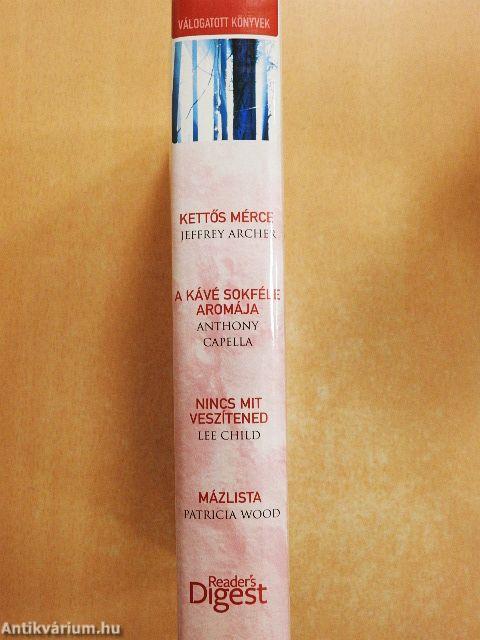 VÁLOGATOTT KÖNYVEK
KETTŐS MÉRCE
JEFFREY ARCHER
A KÁVÉ SOKFÉLE
AROMÁJA
ANTHONY
CAPELLA
NINCS MIT
VESZÍTENED
LEE CHILD
MÁZLISTA
PATRICIA WOOD
Reader's
Digest
Antikvárium.hu